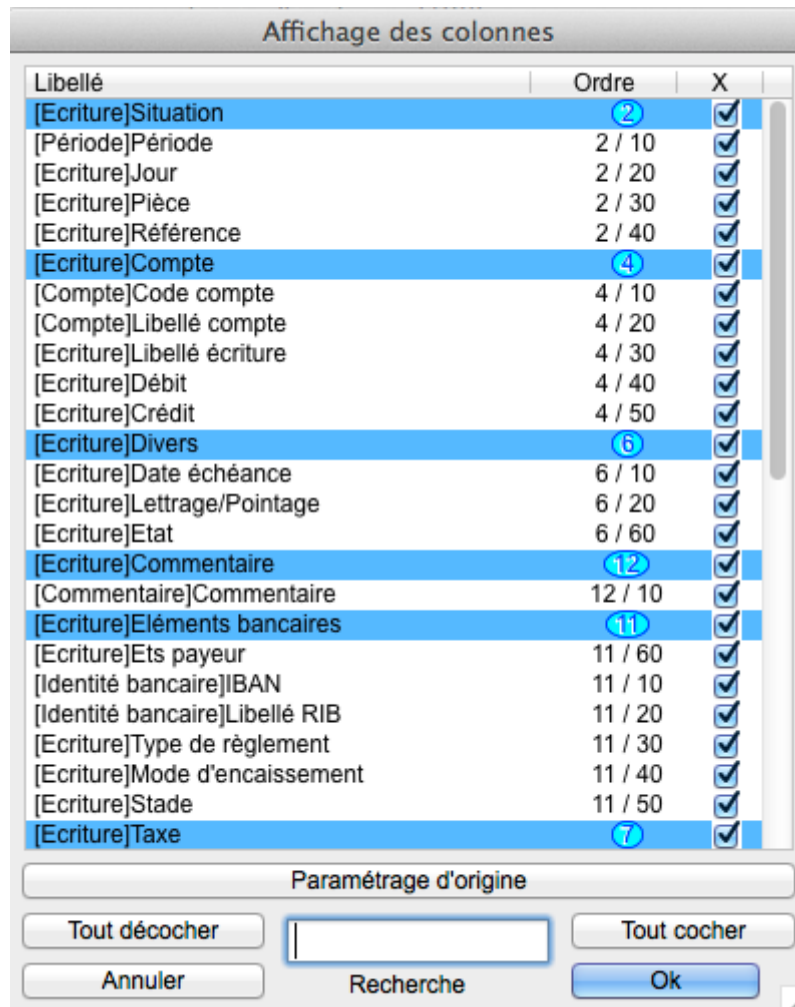 Affichage des colonnes
Libellé Ordre X
[Ecriture]Situation 2
[Période]Période 2 / 10
[Ecriture]Jour 2 / 20
[Ecriture]Pièce 2 / 30
[Ecriture]Référence 2 / 40
[Ecriture]Compte 4
[Compte]Code compte 4 / 10
[Compte]Libellé compte 4 / 20
[Ecriture]Libellé écriture 4 / 30
[Ecriture]Débit 4 / 40
[Ecriture]Crédit 4 / 50
[Ecriture]Divers 6
[Ecriture]Date échéance 6 / 10
[Ecriture]Lettrage/Pointage 6 / 20
[Ecriture]Etat 6 / 60
[Ecriture]Commentaire 12
[Commentaire]Commentaire 12 / 10
[Ecriture]Eléments bancaires 11
[Ecriture]Ets payeur 11 / 60
[Identité bancaire]IBAN 11 / 10
[Identité bancaire]Libellé RIB 11 / 20
[Ecriture]Type de règlement 11 / 30
[Ecriture]Mode d'encaissement 11 / 40
[Ecriture]Stade 11 / 50
[Ecriture]Taxe 7
Paramétrage d'origine
Tout décocher Tout cocher
Annuler Recherche Ok